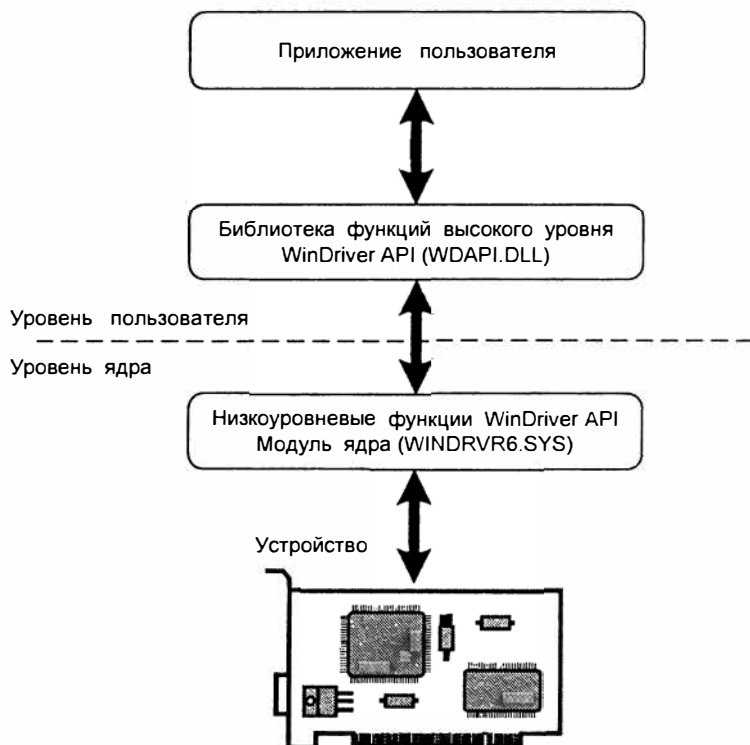 Приложение пользователя
Библиотека функций высокого уровня
WinDriver API (WDAPI.DLL)
Уровень пользователя
Уровень ядра
Низкоуровневые функции WinDriver API
Модуль ядра (WINDRVR6.SYS)
Устройство